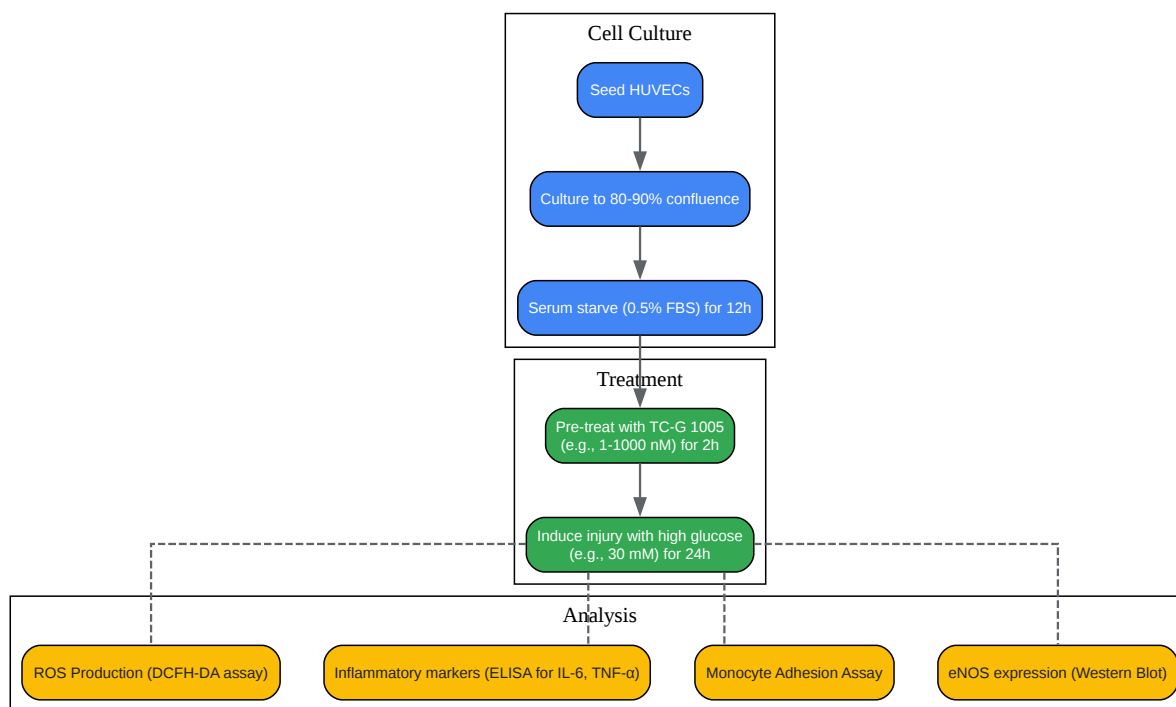 Cell Culture
Seed HUVECs
Culture to 80-90% confluence
Serum starve (0.5% FBS) for 12h
Treatment
Pre-treat with TC-G 1005
(e.g., 1-1000 nM) for 2h
Induce injury with high glucose
(e.g., 30 mM) for 24h
Analysis
ROS Production (DCFH-DA assay)
Inflammatory markers (ELISA for IL-6, TNF-α)
Monocyte Adhesion Assay
eNOS expression (Western Blot)